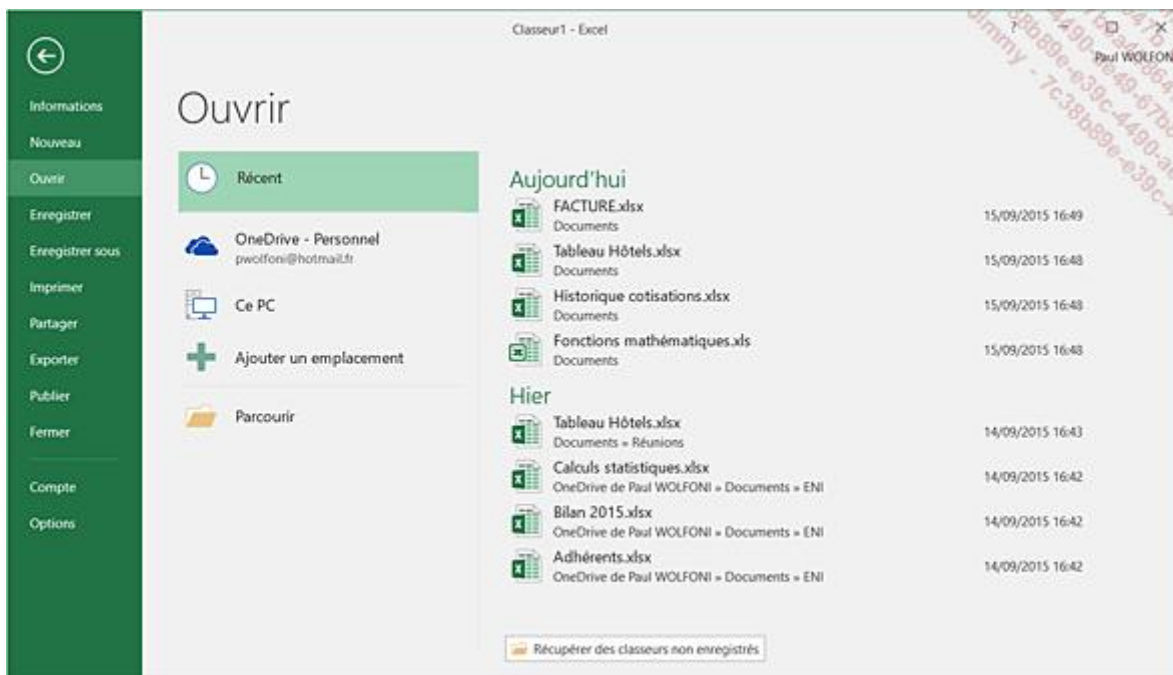 Classeur1 - Excel
?
Paul WOLFONI
Informations
Nouveau
Ouvrir
Enregistrer
Enregistrer sous
Imprimer
Partager
Exporter
Publier
Fermer
Compte
Options
Ouvrir
Récent
OneDrive - Personnel
pwolfoni@hotmail.fr
Ce PC
Ajouter un emplacement
Parcourir
Aujourd'hui
FACTURE.xlsx
Documents
15/09/2015 16:49
Tableau Hôtels.xlsx
Documents
15/09/2015 16:48
Historique cotisations.xlsx
Documents
15/09/2015 16:48
Fonctions mathématiques.xls
Documents
15/09/2015 16:48
Hier
Tableau Hôtels.xlsx
Documents » Réunions
14/09/2015 16:43
Calculs statistiques.xlsx
OneDrive de Paul WOLFONI » Documents » ENI
14/09/2015 16:42
Bilan 2015.xlsx
OneDrive de Paul WOLFONI » Documents » ENI
14/09/2015 16:42
Adhérents.xlsx
OneDrive de Paul WOLFONI » Documents » ENI
14/09/2015 16:42
Récupérer des classeurs non enregistrés